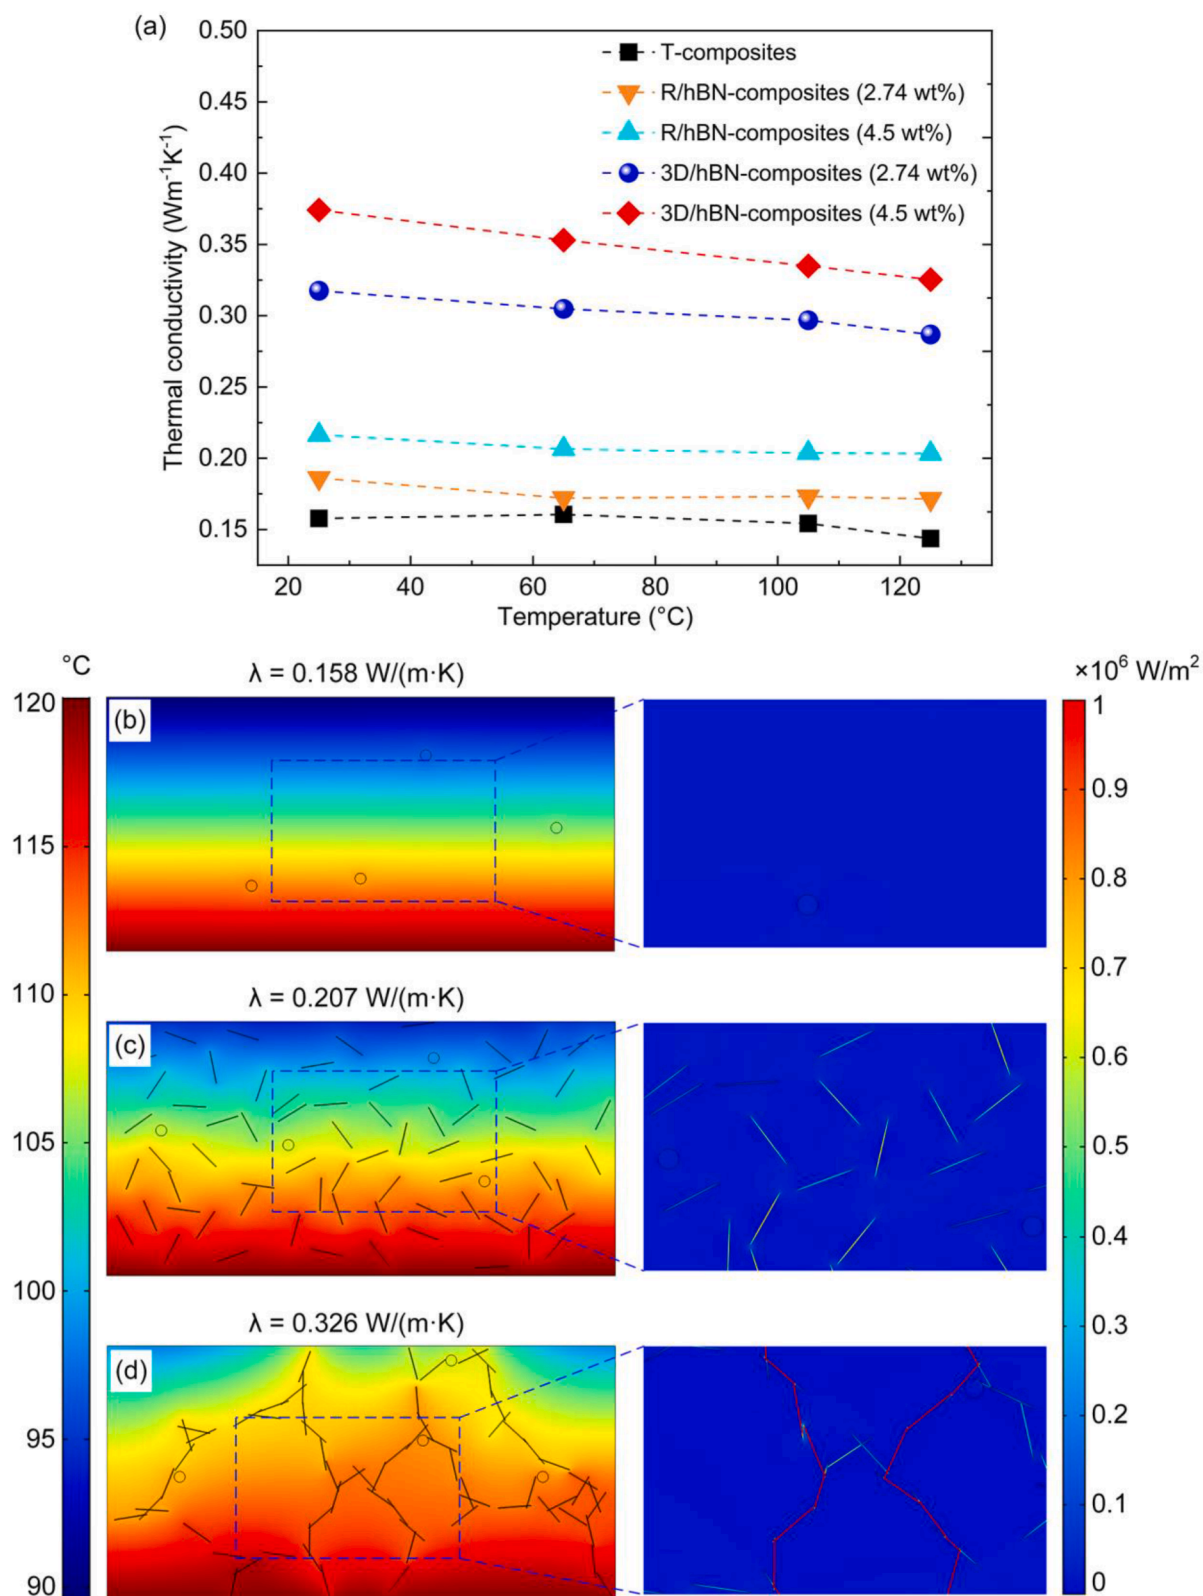 (a)
0.50
0.45
0.40
0.35
0.30
0.25
0.20
0.15
Thermal conductivity (Wm⁻¹K⁻¹)
T-composites
R/hBN-composites (2.74 wt%)
R/hBN-composites (4.5 wt%)
3D/hBN-composites (2.74 wt%)
3D/hBN-composites (4.5 wt%)
20 40 60 80 100 120
Temperature (°C)
°C
120
115
110
105
100
95
90
λ = 0.158 W/(m·K)
(b)
λ = 0.207 W/(m·K)
(c)
λ = 0.326 W/(m·K)
(d)
×10⁶ W/m²
1
0.9
0.8
0.7
0.6
0.5
0.4
0.3
0.2
0.1
0